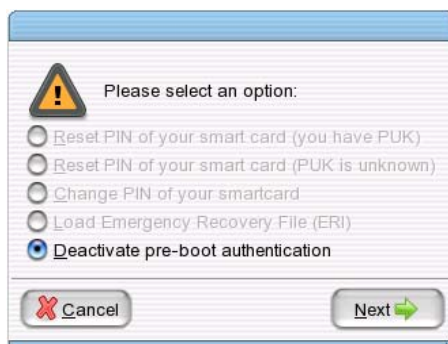 Please select an option:
Reset PIN of your smart card (you have PUK)
Reset PIN of your smart card (PUK is unknown)
Change PIN of your smartcard
Load Emergency Recovery File (ERI)
Deactivate pre-boot authentication
Cancel Next